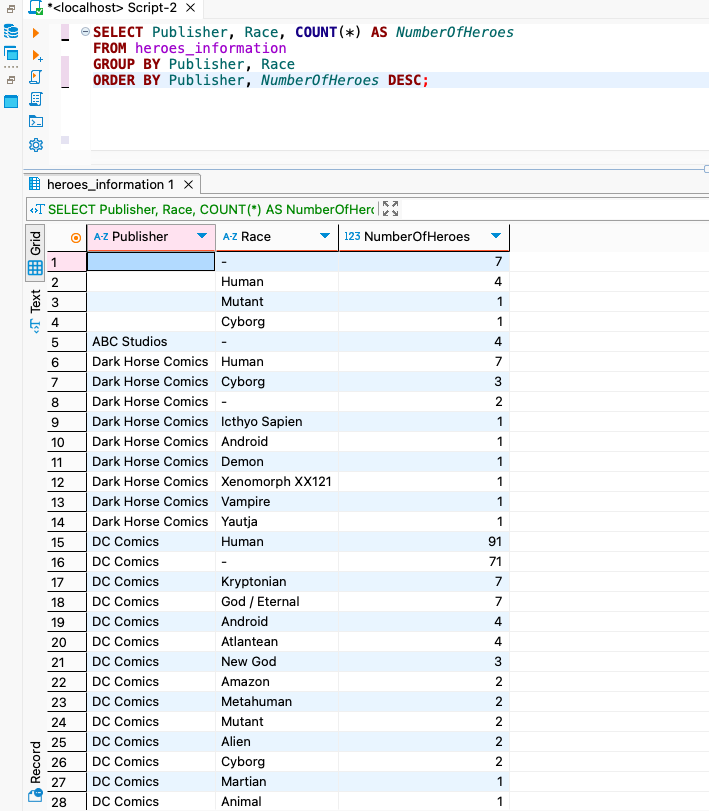 *<localhost> Script-2
SELECT Publisher, Race, COUNT(*) AS NumberOfHeroes
FROM heroes_information
GROUP BY Publisher, Race
ORDER BY Publisher, NumberOfHeroes DESC;
heroes_information 1
SELECT Publisher, Race, COUNT(*) AS NumberOfHer
Grid
Text
Record
A-Z Publisher A-Z Race 123 NumberOfHeroes
1 - 7
2 Human 4
3 Mutant 1
4 Cyborg 1
5 ABC Studios - 4
6 Dark Horse Comics Human 7
7 Dark Horse Comics Cyborg 3
8 Dark Horse Comics - 2
9 Dark Horse Comics Icthyo Sapien 1
10 Dark Horse Comics Android 1
11 Dark Horse Comics Demon 1
12 Dark Horse Comics Xenomorph XX121 1
13 Dark Horse Comics Vampire 1
14 Dark Horse Comics Yautja 1
15 DC Comics Human 91
16 DC Comics - 71
17 DC Comics Kryptonian 7
18 DC Comics God / Eternal 7
19 DC Comics Android 4
20 DC Comics Atlantean 4
21 DC Comics New God 3
22 DC Comics Amazon 2
23 DC Comics Metahuman 2
24 DC Comics Mutant 2
25 DC Comics Alien 2
26 DC Comics Cyborg 2
27 DC Comics Martian 1
28 DC Comics Animal 1